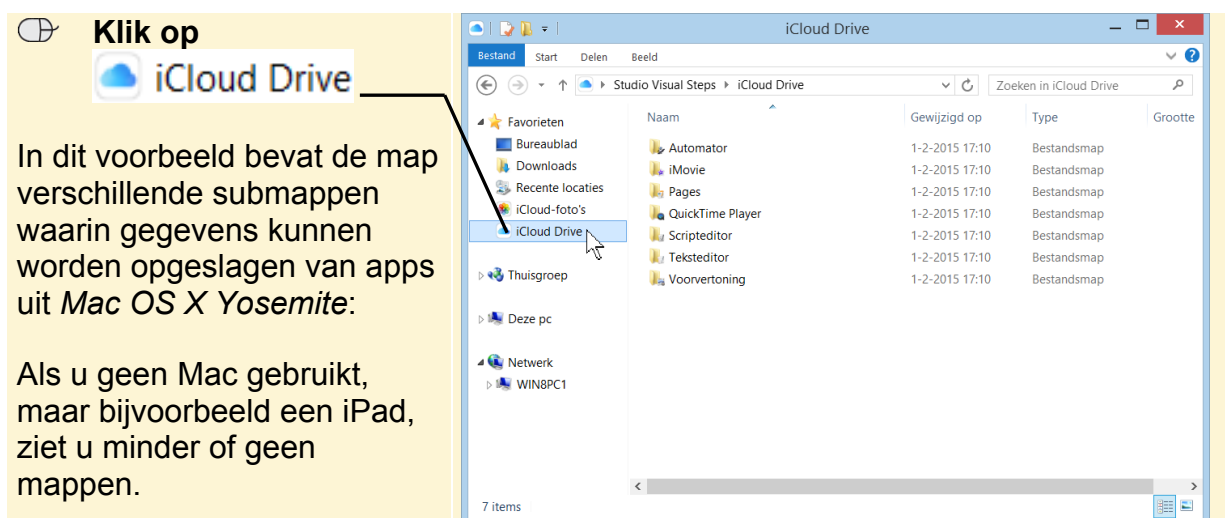 Klik op
iCloud Drive
In dit voorbeeld bevat de map
verschillende submappen
waarin gegevens kunnen
worden opgeslagen van apps
uit Mac OS X Yosemite:
Als u geen Mac gebruikt,
maar bijvoorbeeld een iPad,
ziet u minder of geen
mappen.
iCloud Drive
Bestand Start Delen Beeld
Studio Visual Steps iCloud Drive Zoeken in iCloud Drive
Favorieten
Bureaublad
Downloads
Recente locaties
iCloud-foto's
iCloud Drive
Thuisgroep
Deze pc
Netwerk
WIN8PC1
Naam Gewijzigd op Type Grootte
Automator 1-2-2015 17:10 Bestandsmap
iMovie 1-2-2015 17:10 Bestandsmap
Pages 1-2-2015 17:10 Bestandsmap
QuickTime Player 1-2-2015 17:10 Bestandsmap
Scripteditor 1-2-2015 17:10 Bestandsmap
Teksteditor 1-2-2015 17:10 Bestandsmap
Voorvertoning 1-2-2015 17:10 Bestandsmap
7 items